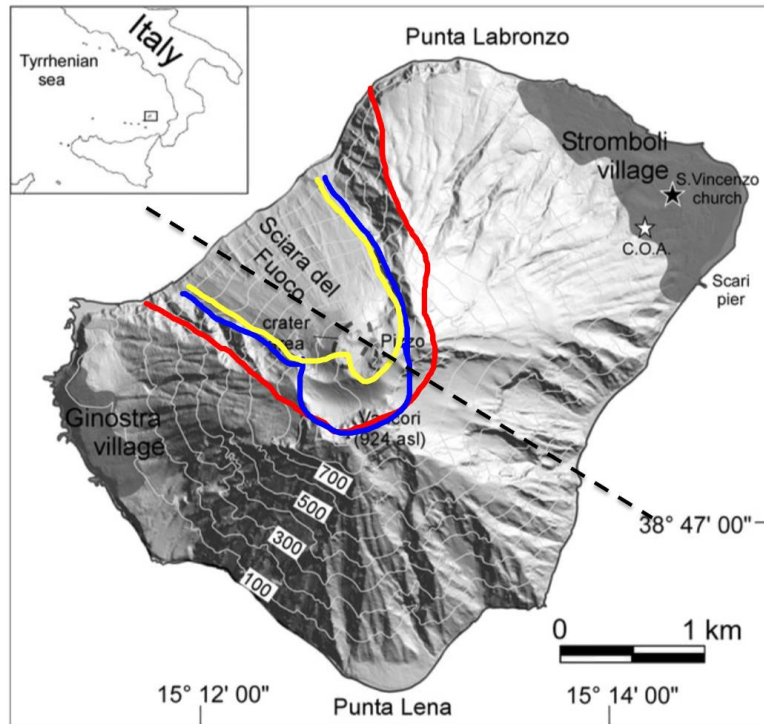 Italy
Tyrrhenian
sea
Punta Labronzo
Stromboli
village
S.Vincenzo
church
C.O.A.
Scari
pier
Sciara del
Fuoco
crater
area
Pizzo
Vancori
(924 asl)
Ginostra
village
700
500
300
100
38° 47' 00"
0 1 km
15° 12' 00"
15° 14' 00"
Punta Lena